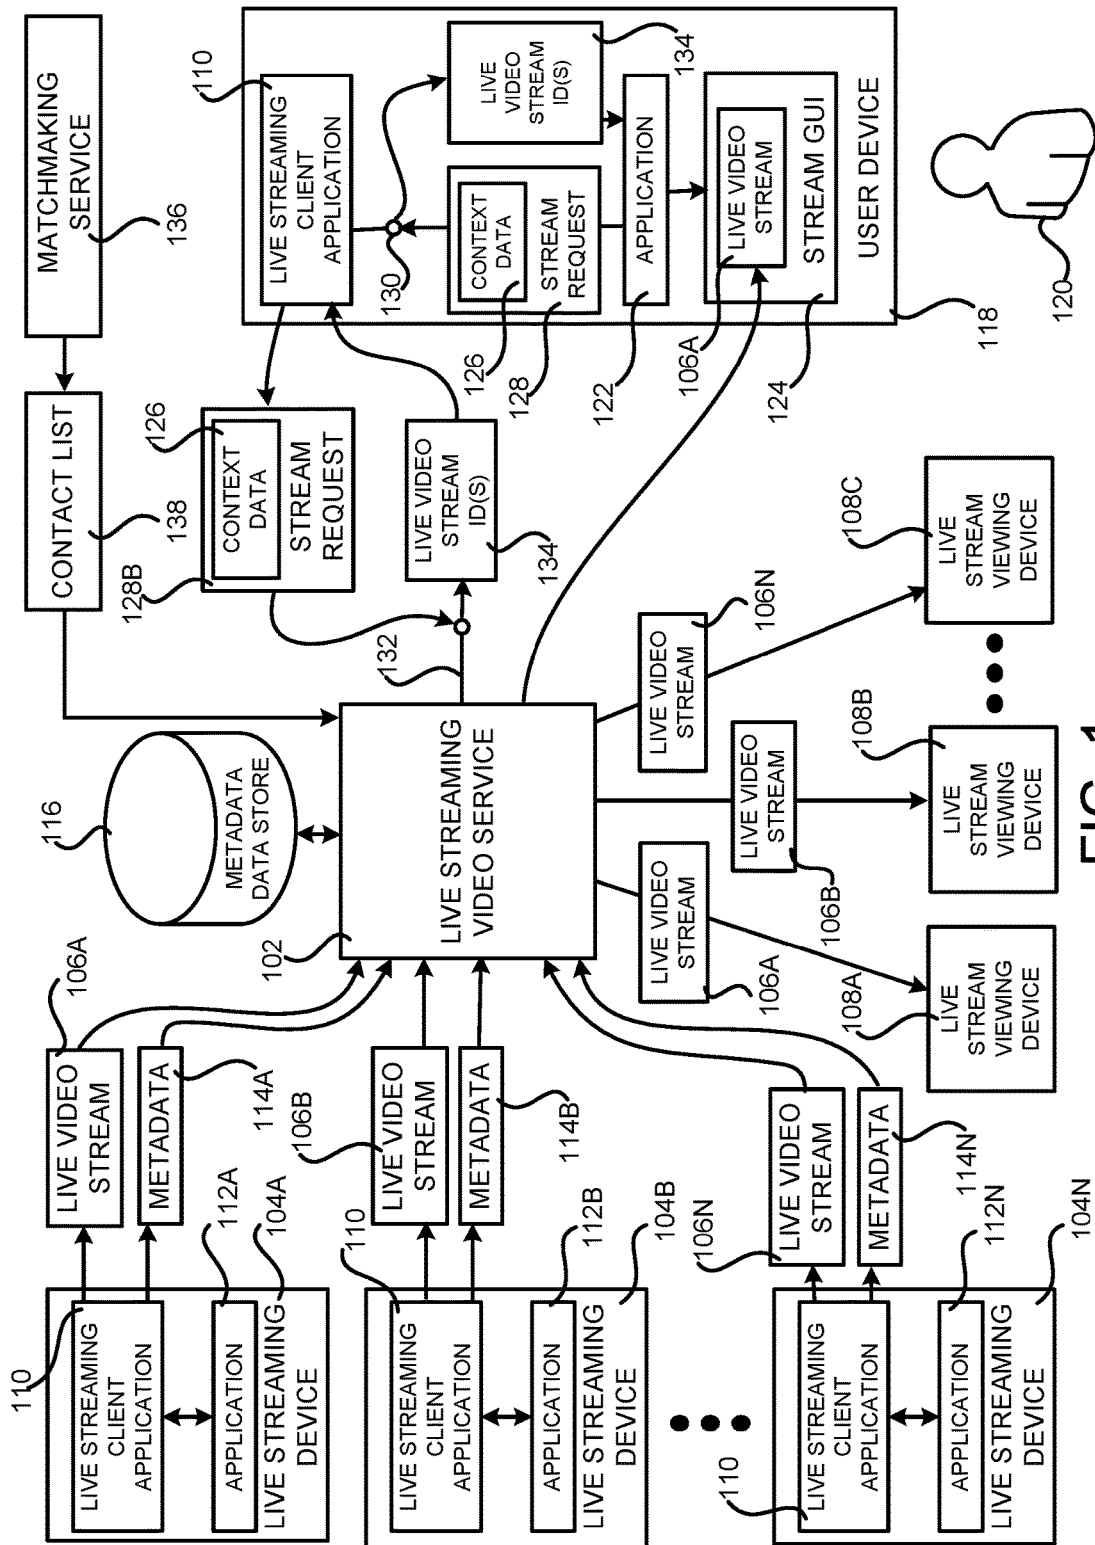 110
LIVE STREAMING
CLIENT
APPLICATION
APPLICATION
112N
LIVE STREAMING
DEVICE
104N
106N
LIVE VIDEO
STREAM
METADATA
114N
110
LIVE STREAMING
CLIENT
APPLICATION
APPLICATION
112B
LIVE STREAMING
DEVICE
104B
106B
LIVE VIDEO
STREAM
METADATA
114B
110
LIVE STREAMING
CLIENT
APPLICATION
APPLICATION
112A
LIVE STREAMING
DEVICE
104A
106A
LIVE VIDEO
STREAM
METADATA
114A
102
LIVE STREAMING
VIDEO SERVICE
116
METADATA
DATA STORE
108A
LIVE
STREAM
VIEWING
DEVICE
LIVE VIDEO
STREAM
106A
108B
LIVE
STREAM
VIEWING
DEVICE
LIVE VIDEO
STREAM
106B
108C
LIVE
STREAM
VIEWING
DEVICE
LIVE VIDEO
STREAM
106N
132
LIVE VIDEO
STREAM
ID(S)
134
128B
CONTEXT
DATA
126
STREAM
REQUEST
CONTACT LIST
138
MATCHMAKING
SERVICE
136
110
LIVE STREAMING
CLIENT
APPLICATION
130
LIVE
VIDEO
STREAM
ID(S)
134
CONTEXT
DATA
126
STREAM
REQUEST
128
APPLICATION
122
LIVE VIDEO
STREAM
106A
STREAM GUI
124
USER DEVICE
118
120
FIG. 1